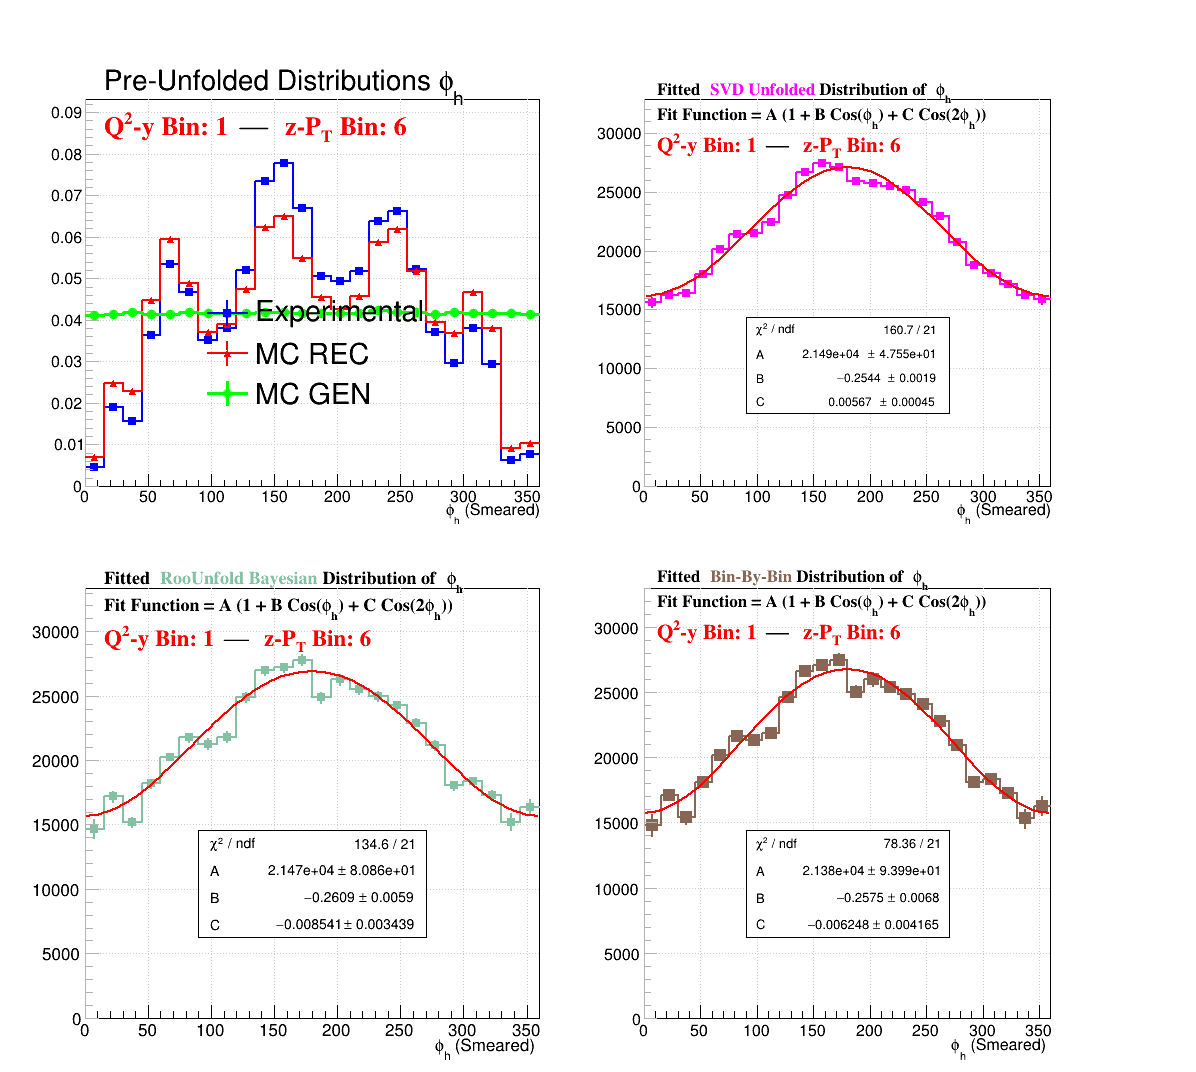 Pre-Unfolded Distributions ϕh
Q2-y Bin: 1 — z-PT Bin: 6
0.09
0.08
0.07
0.06
0.05
0.04
0.03
0.02
0.01
0
Experimental
MC REC
MC GEN
0 50 100 150 200 250 300 350
ϕh (Smeared)
Fitted SVD Unfolded Distribution of ϕh
Fit Function = A (1 + B Cos(ϕh) + C Cos(2ϕh))
Q2-y Bin: 1 — z-PT Bin: 6
30000
25000
20000
15000
10000
5000
0
χ2 / ndf 160.7 / 21
A 2.149e+04 ± 4.755e+01
B −0.2544 ± 0.0019
C 0.00567 ± 0.00045
0 50 100 150 200 250 300 350
ϕh (Smeared)
Fitted RooUnfold Bayesian Distribution of ϕh
Fit Function = A (1 + B Cos(ϕh) + C Cos(2ϕh))
Q2-y Bin: 1 — z-PT Bin: 6
30000
25000
20000
15000
10000
5000
0
χ2 / ndf 134.6 / 21
A 2.147e+04 ± 8.086e+01
B −0.2609 ± 0.0059
C −0.008541 ± 0.003439
0 50 100 150 200 250 300 350
ϕh (Smeared)
Fitted Bin-By-Bin Distribution of ϕh
Fit Function = A (1 + B Cos(ϕh) + C Cos(2ϕh))
Q2-y Bin: 1 — z-PT Bin: 6
30000
25000
20000
15000
10000
5000
0
χ2 / ndf 78.36 / 21
A 2.138e+04 ± 9.399e+01
B −0.2575 ± 0.0068
C −0.006248 ± 0.004165
0 50 100 150 200 250 300 350
ϕh (Smeared)